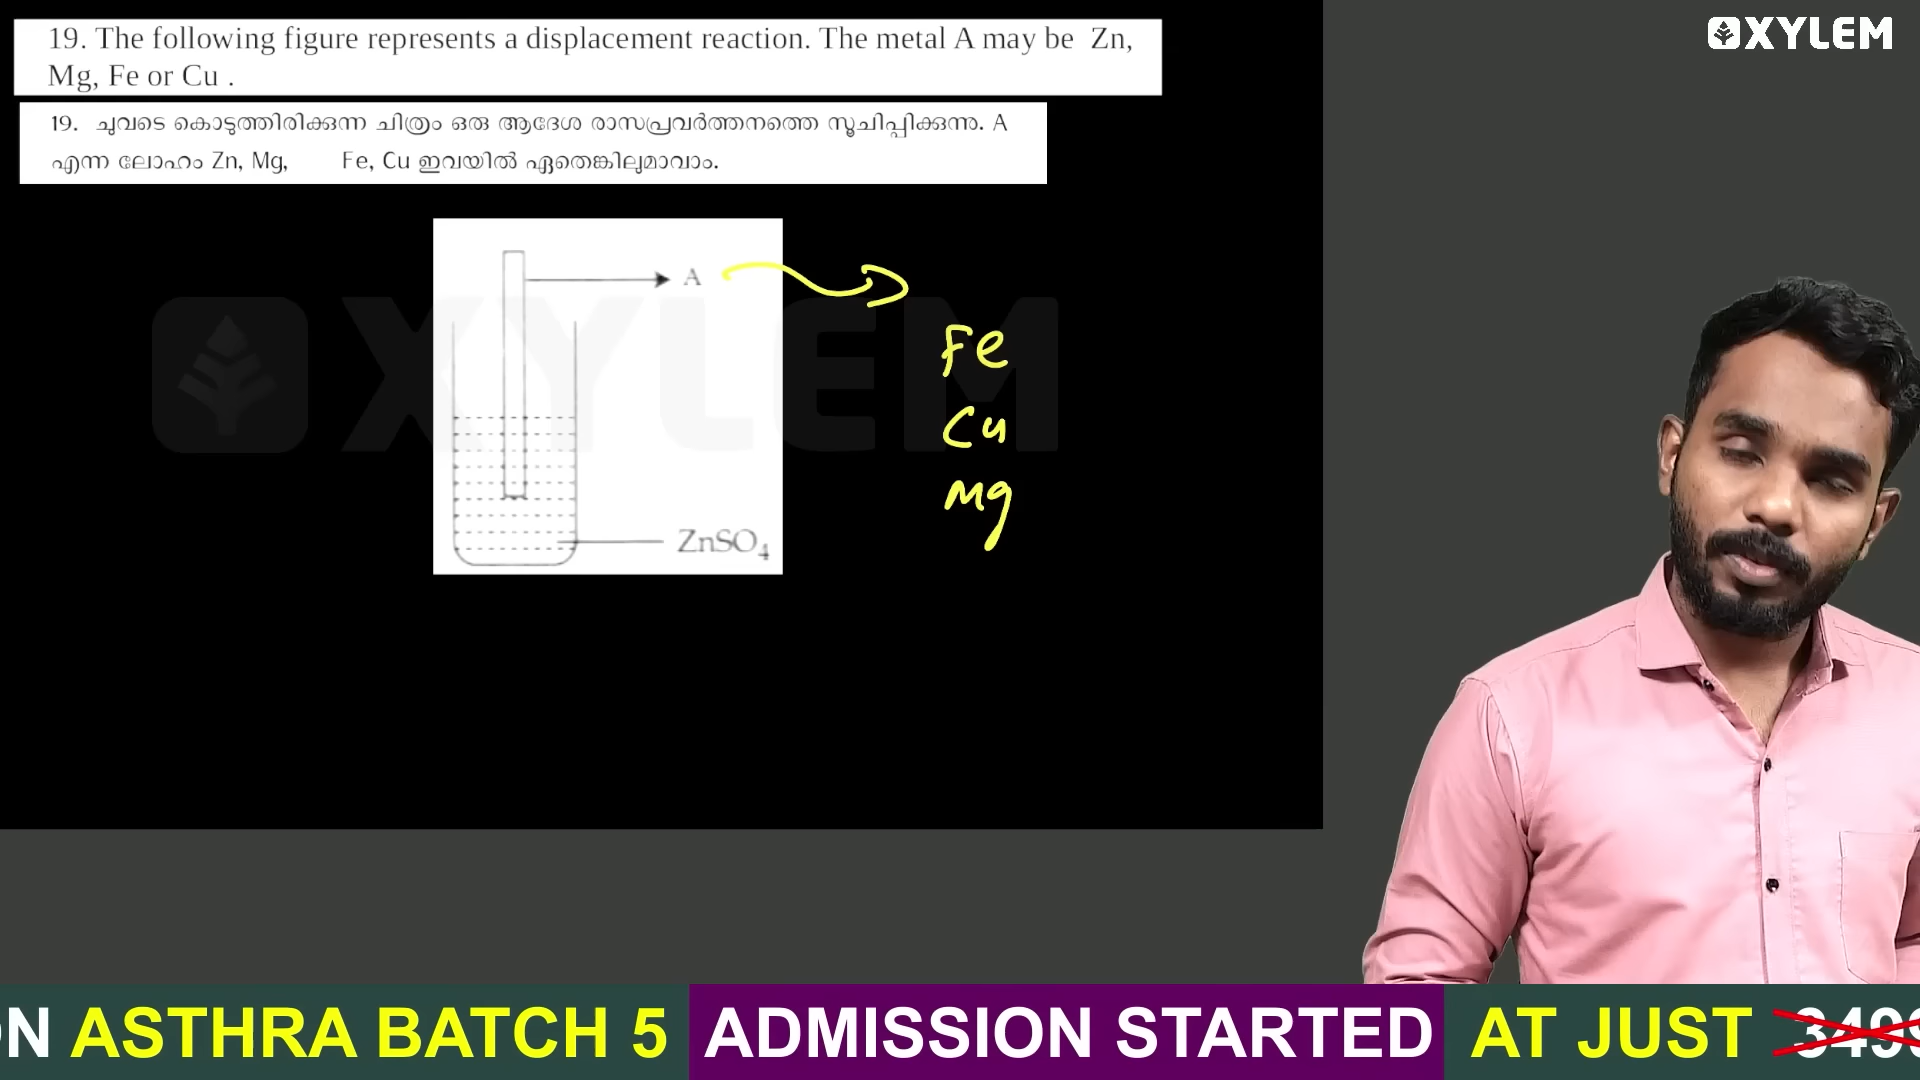 XYLEM
19. The following figure represents a displacement reaction. The metal A may be Zn,
Mg, Fe or Cu .
19. ചുവടെ കൊടുത്തിരിക്കുന്ന ചിത്രം ഒരു ആദേശ രാസപ്രവർത്തനത്തെ സൂചിപ്പിക്കുന്നു. A
എന്ന ലോഹം Zn, Mg, Fe, Cu ഇവയിൽ ഏതെങ്കിലുമാവാം.
A
XYLEM
Fe
Cu
Mg
ZnSO₄
ASTHRA BATCH 5 ADMISSION STARTED AT JUST